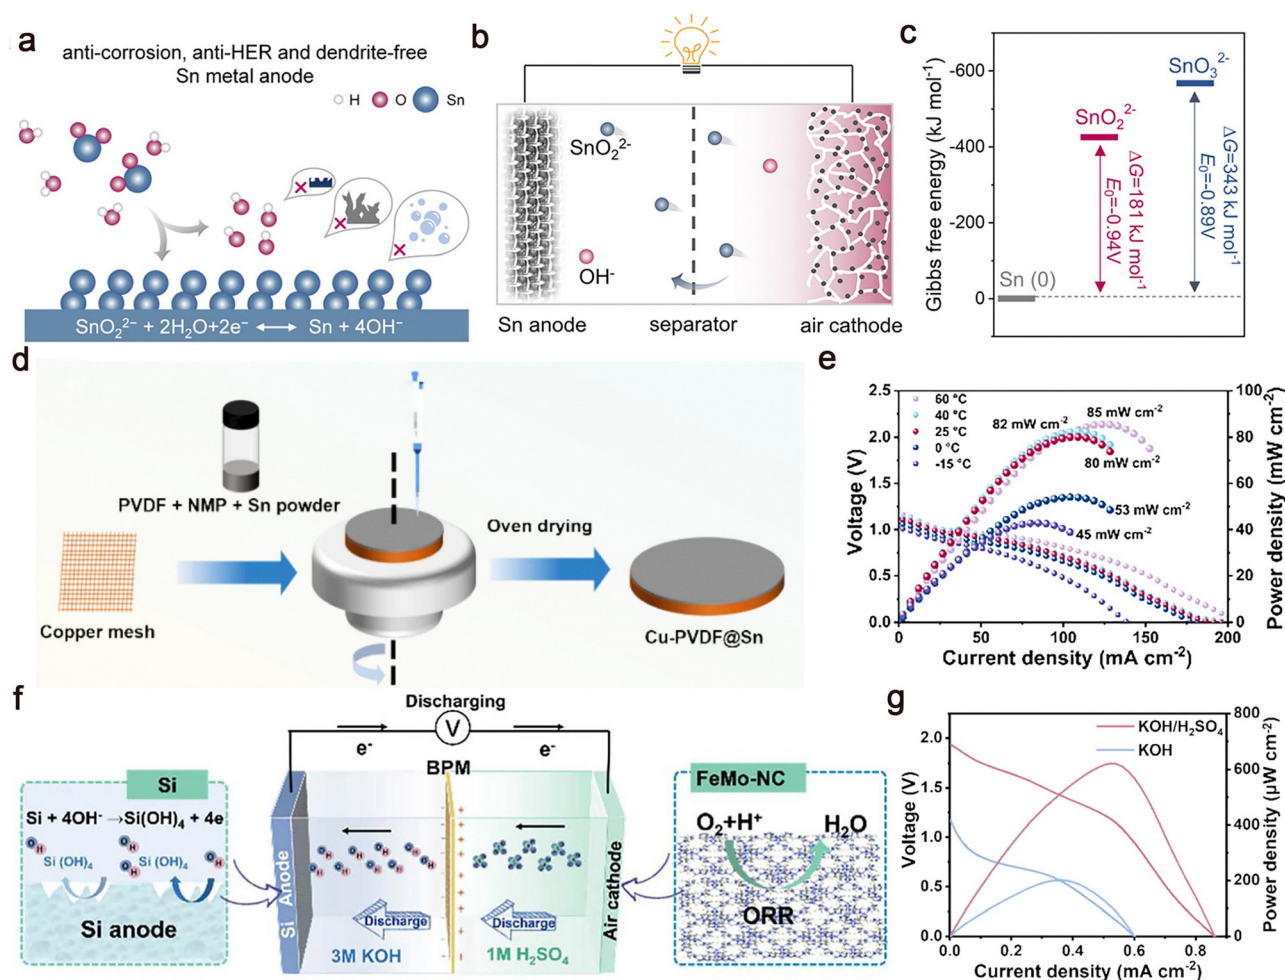 a
anti-corrosion, anti-HER and dendrite-free
Sn metal anode
H O Sn
SnO₂²⁻ + 2H₂O+2e⁻ ⟷ Sn + 4OH⁻
b
SnO₂²⁻
OH⁻
Sn anode separator air cathode
c
Gibbs free energy (kJ mol⁻¹)
-600
-400
-200
0
Sn (0)
SnO₂²⁻
ΔG=181 kJ mol⁻¹
E₀=-0.94V
SnO₃²⁻
ΔG=343 kJ mol⁻¹
E₀=-0.89V
d
PVDF + NMP + Sn powder
Copper mesh
Oven drying
Cu-PVDF@Sn
e
Voltage (V)
2.5
2.0
1.5
1.0
0.5
0.0
60 °C
40 °C
25 °C
0 °C
-15 °C
82 mW cm⁻²
85 mW cm⁻²
80 mW cm⁻²
53 mW cm⁻²
45 mW cm⁻²
100
80
60
40
20
0
Power density (mW cm⁻²)
0 50 100 150 200
Current density (mA cm⁻²)
f
Si
Si + 4OH⁻ →Si(OH)₄ + 4e
H
H
H
H
Si (OH)₄ Si (OH)₄
Si anode
Discharging
V
e⁻ e⁻
BPM
Si Anode
Air cathode
Discharge Discharge
3M KOH 1M H₂SO₄
FeMo-NC
O₂+H⁺ H₂O
ORR
g
Voltage (V)
2.0
1.5
1.0
0.5
0.0
KOH/H₂SO₄
KOH
800
600
400
200
0
Power density (μW cm⁻²)
0.0 0.2 0.4 0.6 0.8
Current density (mA cm⁻²)